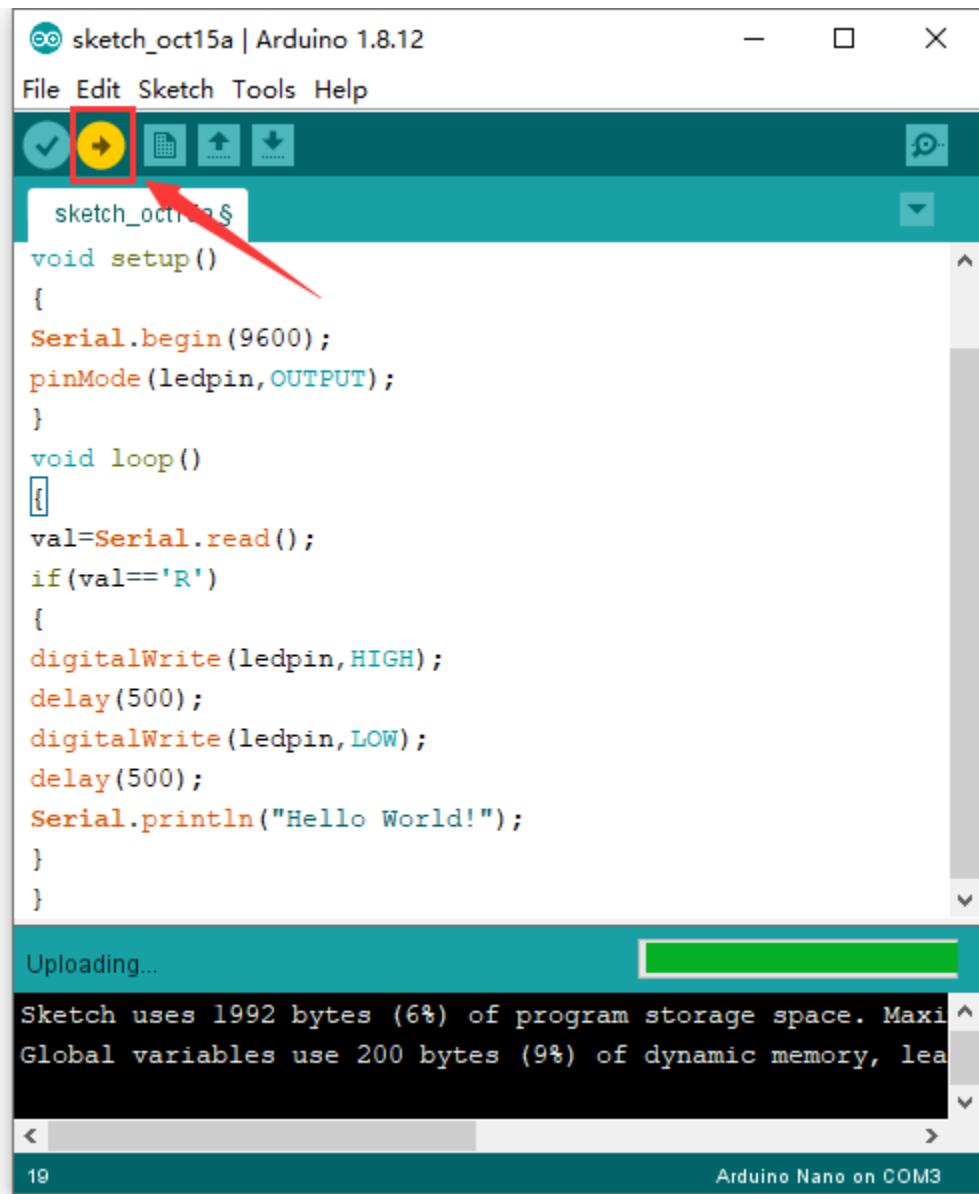 sketch_oct15a | Arduino 1.8.12
File Edit Sketch Tools Help
sketch_oct15a §
void setup()
{
Serial.begin(9600);
pinMode(ledpin,OUTPUT);
}
void loop()
{
val=Serial.read();
if(val=='R')
{
digitalWrite(ledpin,HIGH);
delay(500);
digitalWrite(ledpin,LOW);
delay(500);
Serial.println("Hello World!");
}
}
Uploading...
Sketch uses 1992 bytes (6%) of program storage space. Maxi
Global variables use 200 bytes (9%) of dynamic memory, lea
19 Arduino Nano on COM3